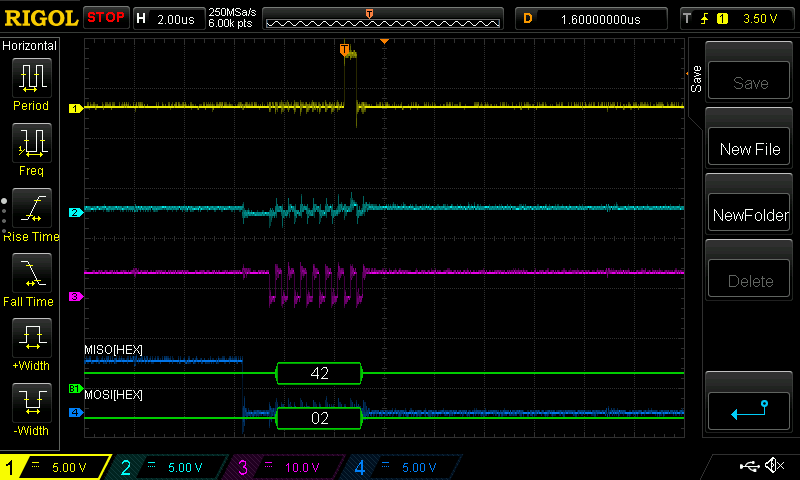 RIGOL STOP H 2.00us 250MSa/s D 1.60000000us T 1 3.50 V
6.00k pts
Horizontal
Period
Freq
Rise Time
Fall Time
+Width
-Width
T
1
2
3
MISO[HEX]
42
B1
MOSI[HEX]
4
02
Save
Save
New File
NewFolder
Delete
1 5.00 V 2 5.00 V 3 10.0 V 4 5.00 V